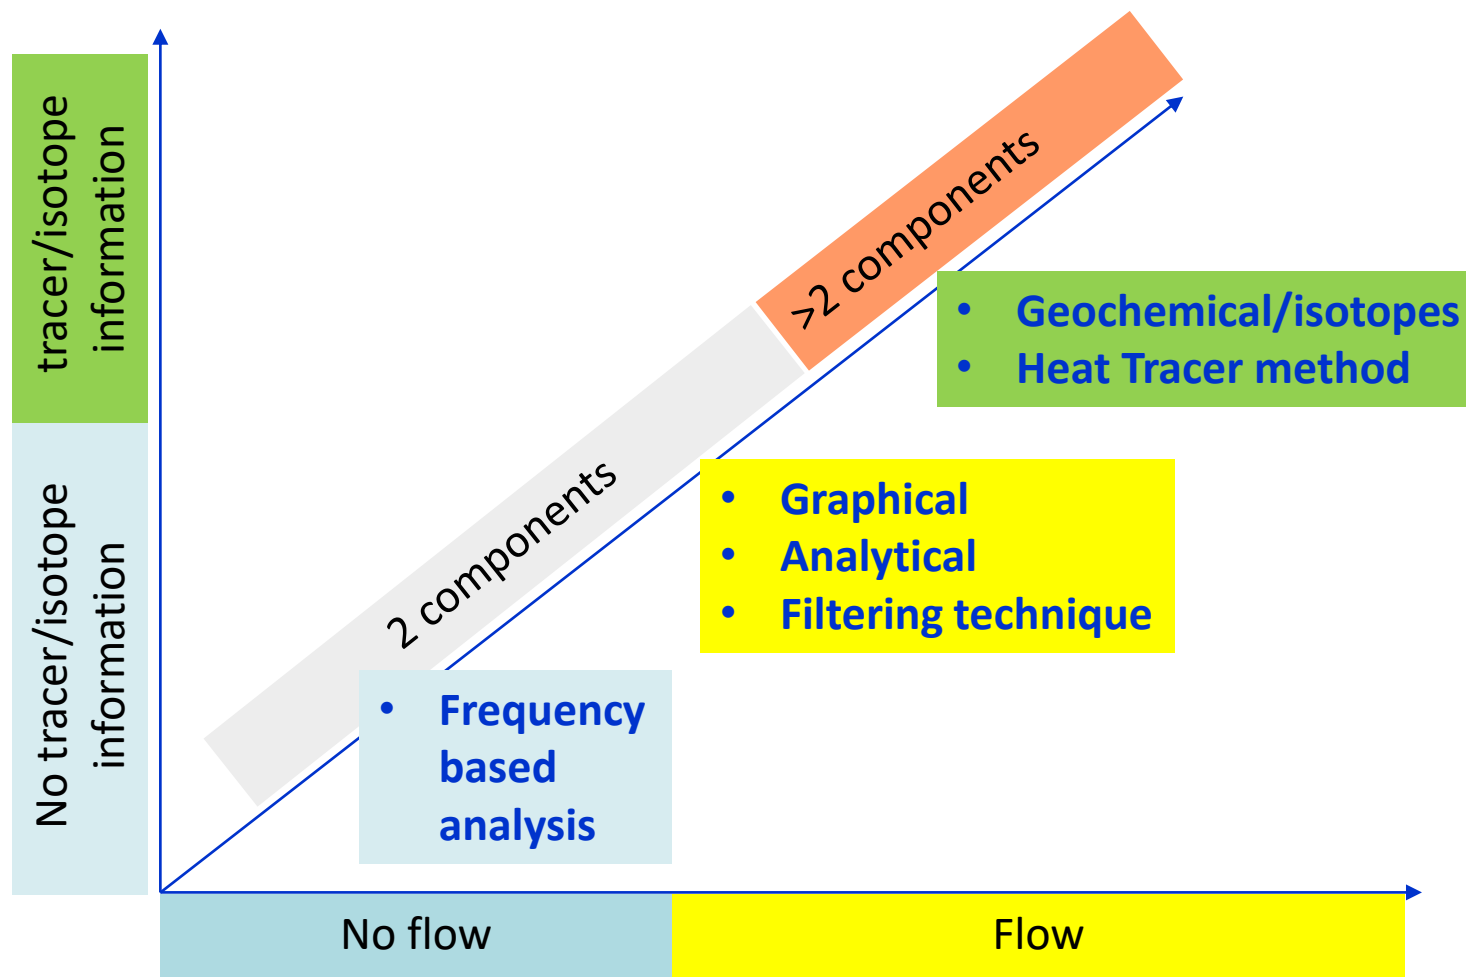 tracer/isotope
information
No tracer/isotope
information
>2 components
2 components
• Geochemical/isotopes
• Heat Tracer method
• Graphical
• Analytical
• Filtering technique
• Frequency
based
analysis
No flow
Flow